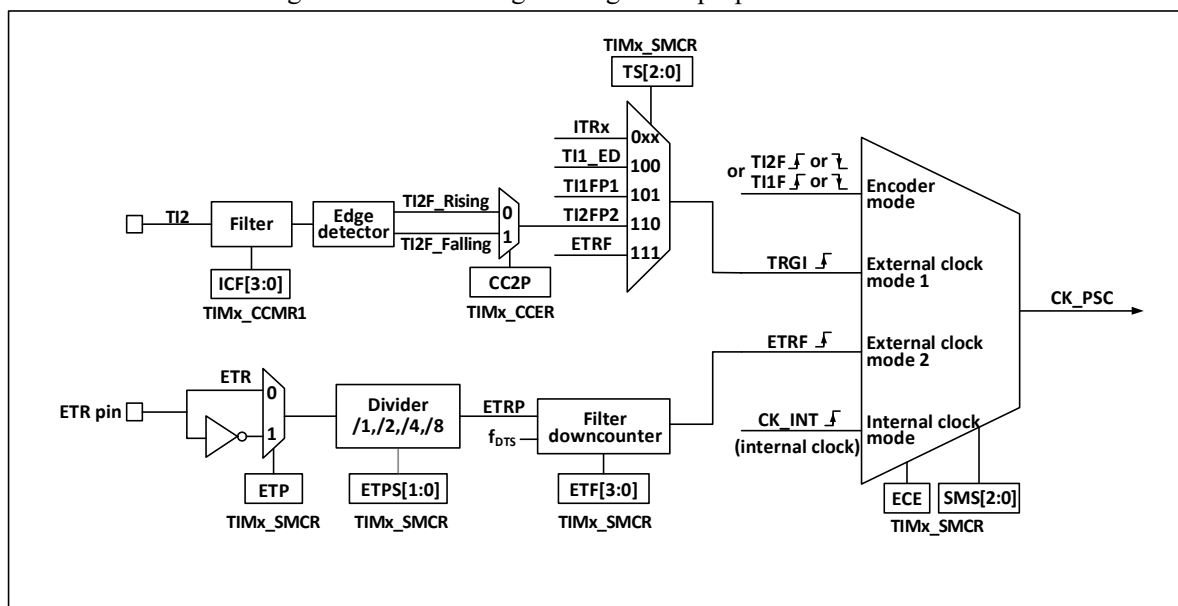 TIMx_SMCR
TS[2:0]
ITRx
0xx
TI1_ED
100
TI1FP1
101
TI2FP2
110
ETRF
111
TI2
Filter
Edge
detector
TI2F_Rising
0
TI2F_Falling
1
ICF[3:0]
TIMx_CCMR1
CC2P
TIMx_CCER
or TI2F or
TI1F or
Encoder
mode
TRGI
External clock
mode 1
CK_PSC
ETRF
External clock
mode 2
CK_INT
(internal clock)
Internal clock
mode
ECE
SMS[2:0]
TIMx_SMCR
ETR pin
ETR
0
1
Divider
/1,/2,/4,/8
ETRP
fDTS
Filter
downcounter
ETP
TIMx_SMCR
ETPS[1:0]
TIMx_SMCR
ETF[3:0]
TIMx_SMCR